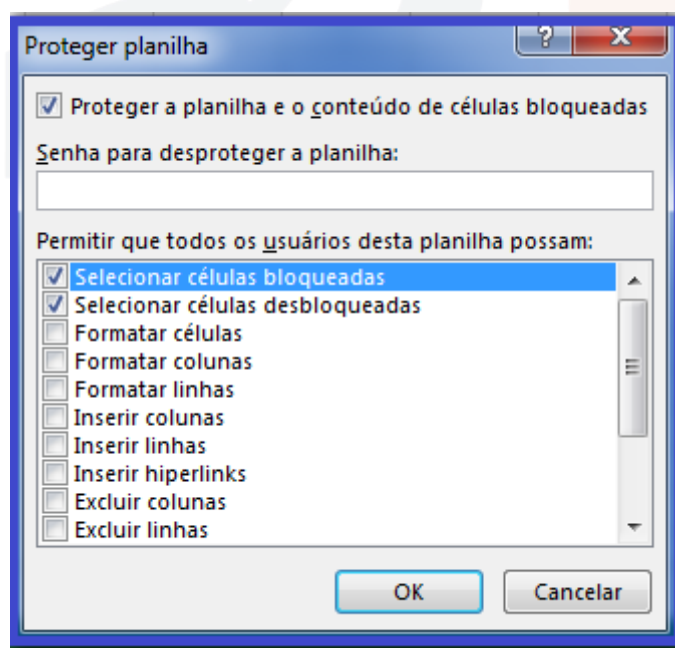 Proteger planilha
Proteger a planilha e o conteúdo de células bloqueadas
Senha para desproteger a planilha:
Permitir que todos os usuários desta planilha possam:
Selecionar células bloqueadas
Selecionar células desbloqueadas
Formatar células
Formatar colunas
Formatar linhas
Inserir colunas
Inserir linhas
Inserir hiperlinks
Excluir colunas
Excluir linhas
OK Cancelar